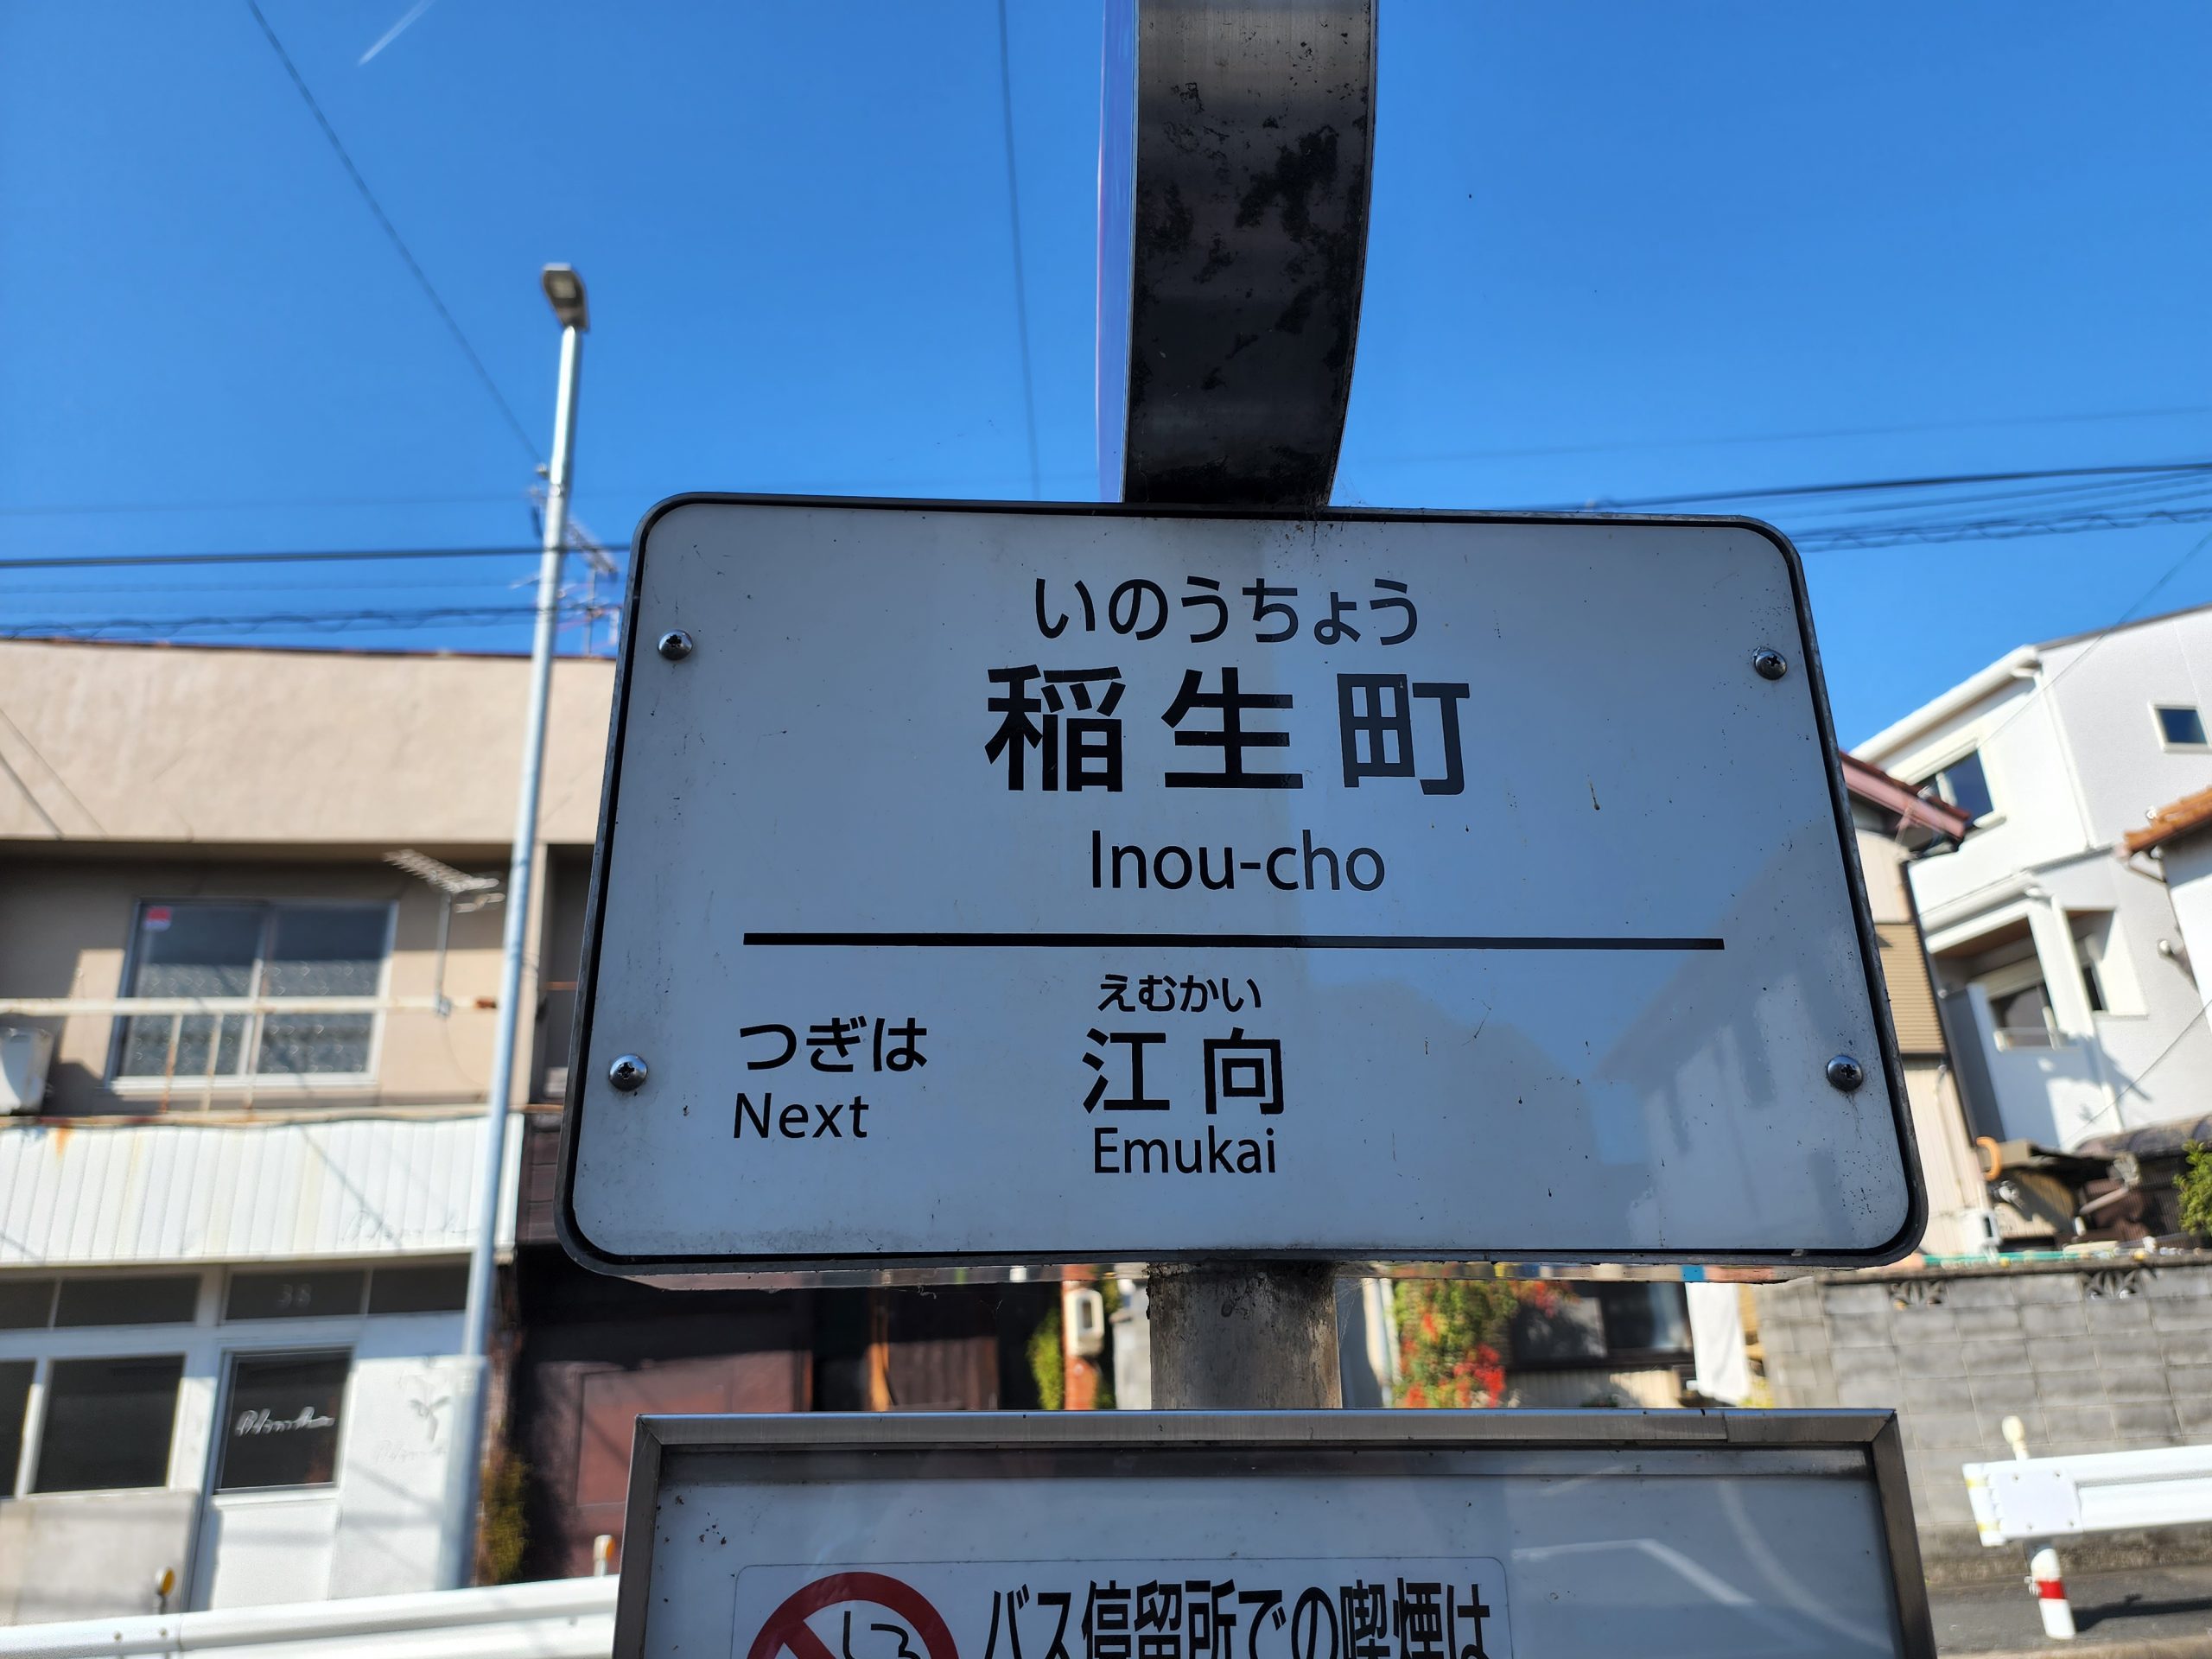 いのうちょう
稲生町
Inou-cho
つぎは
Next
えむかい
江向
Emukai
バス停留所での喫煙は
38